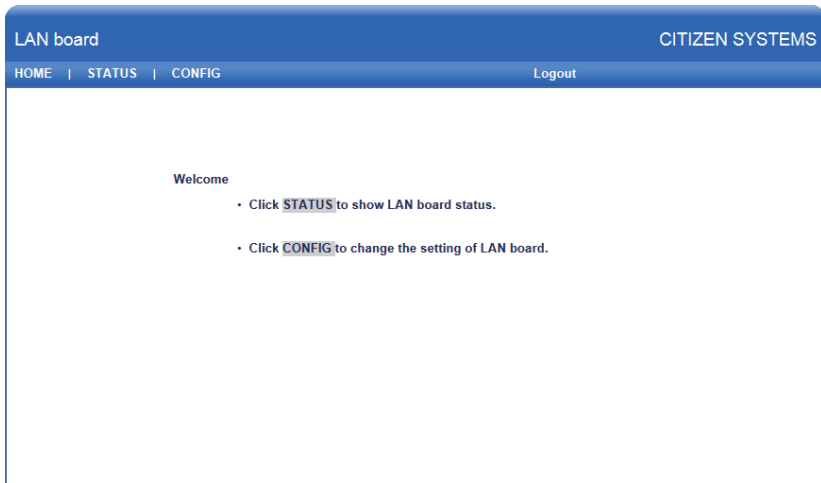 LAN board CITIZEN SYSTEMS
HOME | STATUS | CONFIG Logout
Welcome
• Click STATUS to show LAN board status.
• Click CONFIG to change the setting of LAN board.